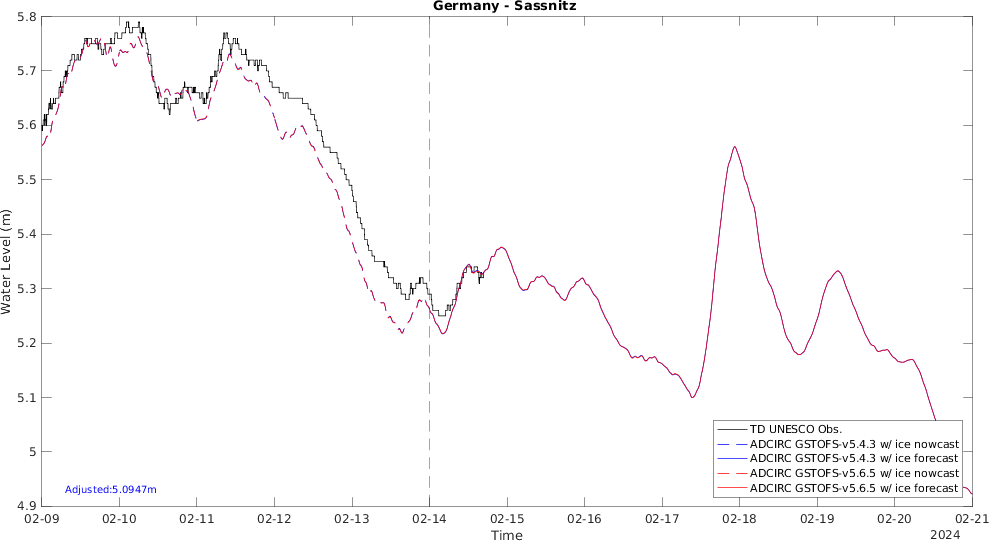 Germany - Sassnitz
5.8
5.7
5.6
5.5
5.4
5.3
5.2
5.1
5
4.9
Water Level (m)
TD UNESCO Obs.
ADCIRC GSTOFS-v5.4.3 w/ ice nowcast
ADCIRC GSTOFS-v5.4.3 w/ ice forecast
ADCIRC GSTOFS-v5.6.5 w/ ice nowcast
ADCIRC GSTOFS-v5.6.5 w/ ice forecast
Adjusted:5.0947m
02-09 02-10 02-11 02-12 02-13 02-14 02-15 02-16 02-17 02-18 02-19 02-20 02-21
Time
2024